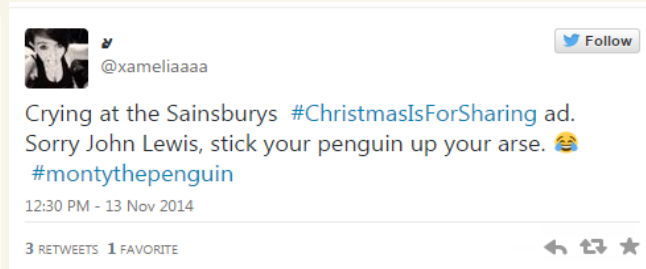 Follow
@xameliaaaa
Crying at the Sainsburys #ChristmasIsForSharing ad.
Sorry John Lewis, stick your penguin up your arse. 😂
#montythepenguin
12:30 PM - 13 Nov 2014
3 RETWEETS 1 FAVORITE